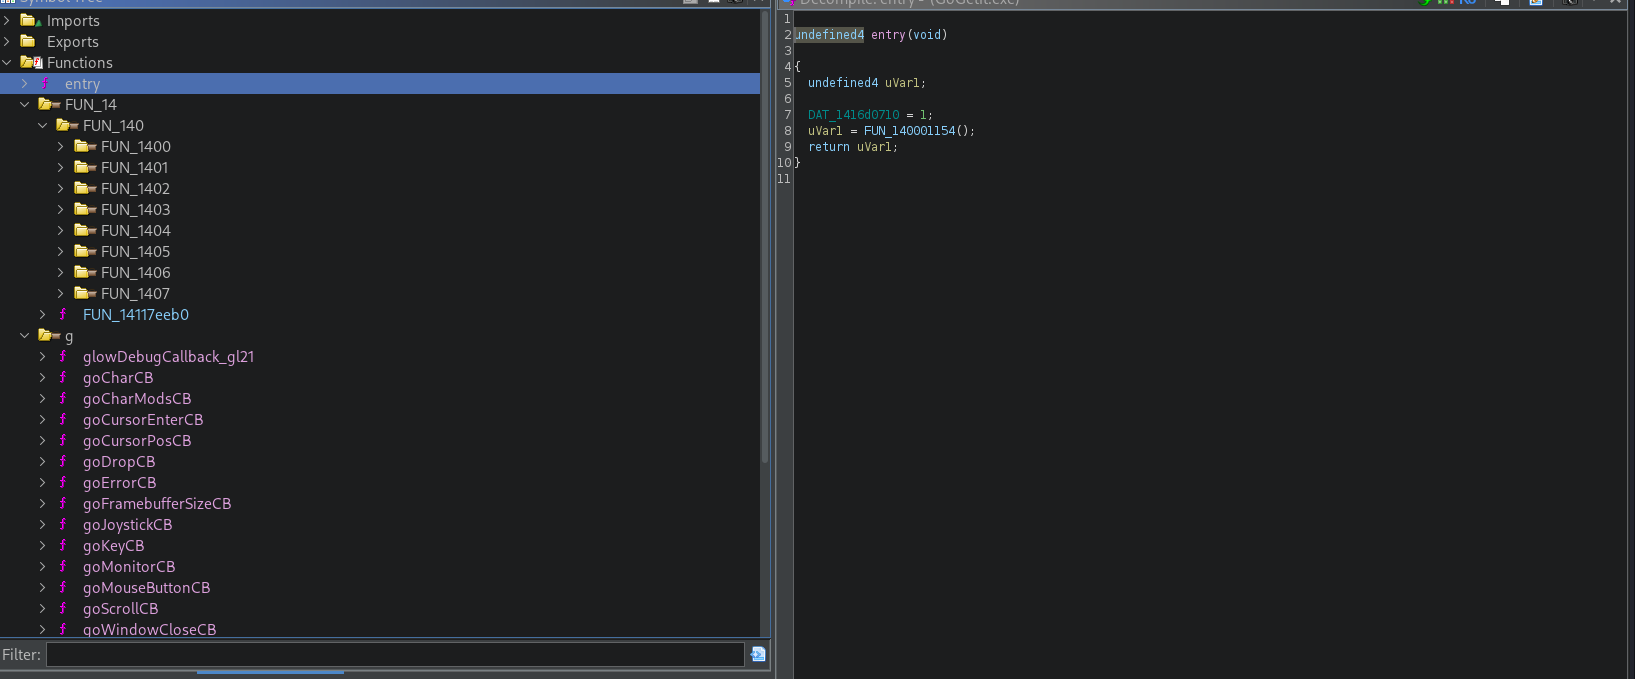 Symbol Tree
Imports
Exports
Functions
entry
FUN_14
FUN_140
FUN_1400
FUN_1401
FUN_1402
FUN_1403
FUN_1404
FUN_1405
FUN_1406
FUN_1407
FUN_14117eeb0
g
glowDebugCallback_gl21
goCharCB
goCharModsCB
goCursorEnterCB
goCursorPosCB
goDropCB
goErrorCB
goFramebufferSizeCB
goJoystickCB
goKeyCB
goMonitorCB
goMouseButtonCB
goScrollCB
goWindowCloseCB
Filter:
Decompile: entry - (GoGetIt.exe)
1
2 undefined4 entry(void)
3
4 {
5 undefined4 uVar1;
6
7 DAT_1416d0710 = 1;
8 uVar1 = FUN_140001154();
9 return uVar1;
10 }
11